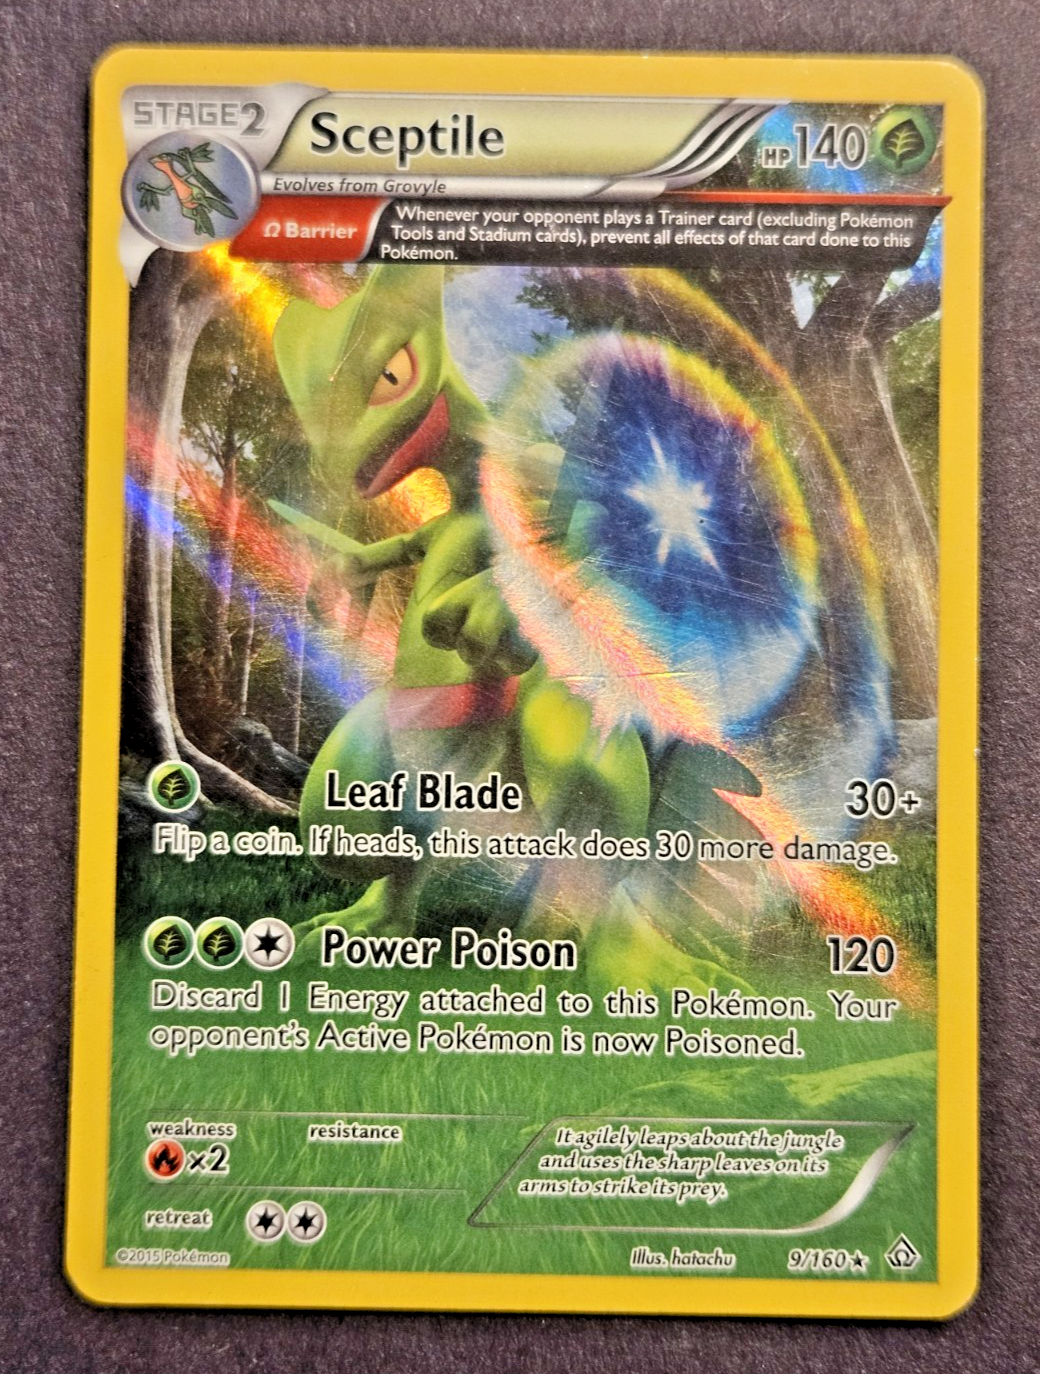 STAGE2
Sceptile
HP140
Evolves from Grovyle
Ω Barrier
Whenever your opponent plays a Trainer card (excluding Pokémon
Tools and Stadium cards), prevent all effects of that card done to this
Pokémon.
Leaf Blade 30+
Flip a coin. If heads, this attack does 30 more damage.
Power Poison 120
Discard 1 Energy attached to this Pokémon. Your
opponent's Active Pokémon is now Poisoned.
weakness resistance
×2
It agilely leaps about the jungle
and uses the sharp leaves on its
arms to strike its prey.
retreat
©2015 Pokémon
Illus. hatachu
9/160★